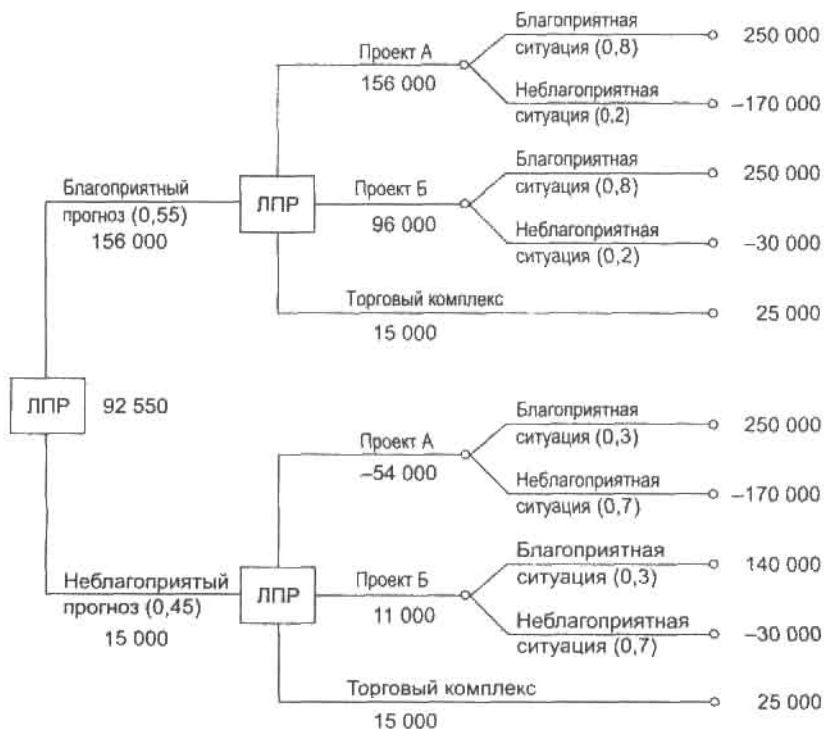 Благоприятная
ситуация (0,8)
250 000
Проект А
156 000
Неблагоприятная
ситуация (0,2)
–170 000
Благоприятный
прогноз (0,55)
156 000
ЛПР
Проект Б
96 000
Благоприятная
ситуация (0,8)
250 000
Неблагоприятная
ситуация (0,2)
–30 000
Торговый комплекс
15 000
25 000
ЛПР
92 550
Благоприятная
ситуация (0,3)
250 000
Проект А
–54 000
Неблагоприятная
ситуация (0,7)
–170 000
Неблагоприятый
прогноз (0,45)
15 000
ЛПР
Проект Б
11 000
Благоприятная
ситуация (0,3)
140 000
Неблагоприятная
ситуация (0,7)
–30 000
Торговый комплекс
15 000
25 000